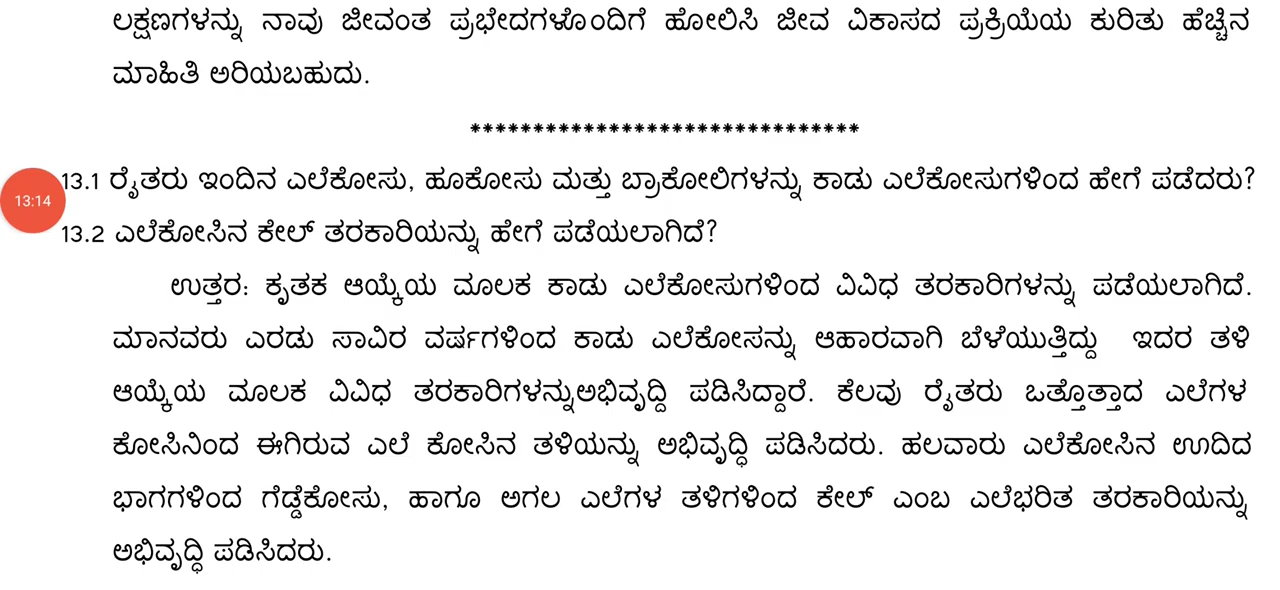 ಲಕ್ಷಣಗಳನ್ನು ನಾವು ಜೀವಂತ ಪ್ರಭೇದಗಳೊಂದಿಗೆ ಹೋಲಿಸಿ ಜೀವ ವಿಕಾಸದ ಪ್ರಕ್ರಿಯೆಯ ಕುರಿತು ಹೆಚ್ಚಿನ
ಮಾಹಿತಿ ಅರಿಯಬಹುದು.
*******************************
13.1 ರೈತರು ಇಂದಿನ ಎಲೆಕೋಸು, ಹೂಕೋಸು ಮತ್ತು ಬ್ರಾಕೋಲಿಗಳನ್ನು ಕಾಡು ಎಲೆಕೋಸುಗಳಿಂದ ಹೇಗೆ ಪಡೆದರು?
13:14
13.2 ಎಲೆಕೋಸಿನ ಕೇಲ್ ತರಕಾರಿಯನ್ನು ಹೇಗೆ ಪಡೆಯಲಾಗಿದೆ?
ಉತ್ತರ: ಕೃತಕ ಆಯ್ಕೆಯ ಮೂಲಕ ಕಾಡು ಎಲೆಕೋಸುಗಳಿಂದ ವಿವಿಧ ತರಕಾರಿಗಳನ್ನು ಪಡೆಯಲಾಗಿದೆ.
ಮಾನವರು ಎರಡು ಸಾವಿರ ವರ್ಷಗಳಿಂದ ಕಾಡು ಎಲೆಕೋಸನ್ನು ಆಹಾರವಾಗಿ ಬೆಳೆಯುತ್ತಿದ್ದು ಇದರ ತಳಿ
ಆಯ್ಕೆಯ ಮೂಲಕ ವಿವಿಧ ತರಕಾರಿಗಳನ್ನುಅಭಿವೃದ್ದಿ ಪಡಿಸಿದ್ದಾರೆ. ಕೆಲವು ರೈತರು ಒತ್ತೊತ್ತಾದ ಎಲೆಗಳ
ಕೋಸಿನಿಂದ ಈಗಿರುವ ಎಲೆ ಕೋಸಿನ ತಳಿಯನ್ನು ಅಭಿವೃದ್ಧಿ ಪಡಿಸಿದರು. ಹಲವಾರು ಎಲೆಕೋಸಿನ ಊದಿದ
ಭಾಗಗಳಿಂದ ಗೆಡ್ಡೆಕೋಸು, ಹಾಗೂ ಅಗಲ ಎಲೆಗಳ ತಳಿಗಳಿಂದ ಕೇಲ್ ಎಂಬ ಎಲೆಭರಿತ ತರಕಾರಿಯನ್ನು
ಅಭಿವೃದ್ಧಿ ಪಡಿಸಿದರು.